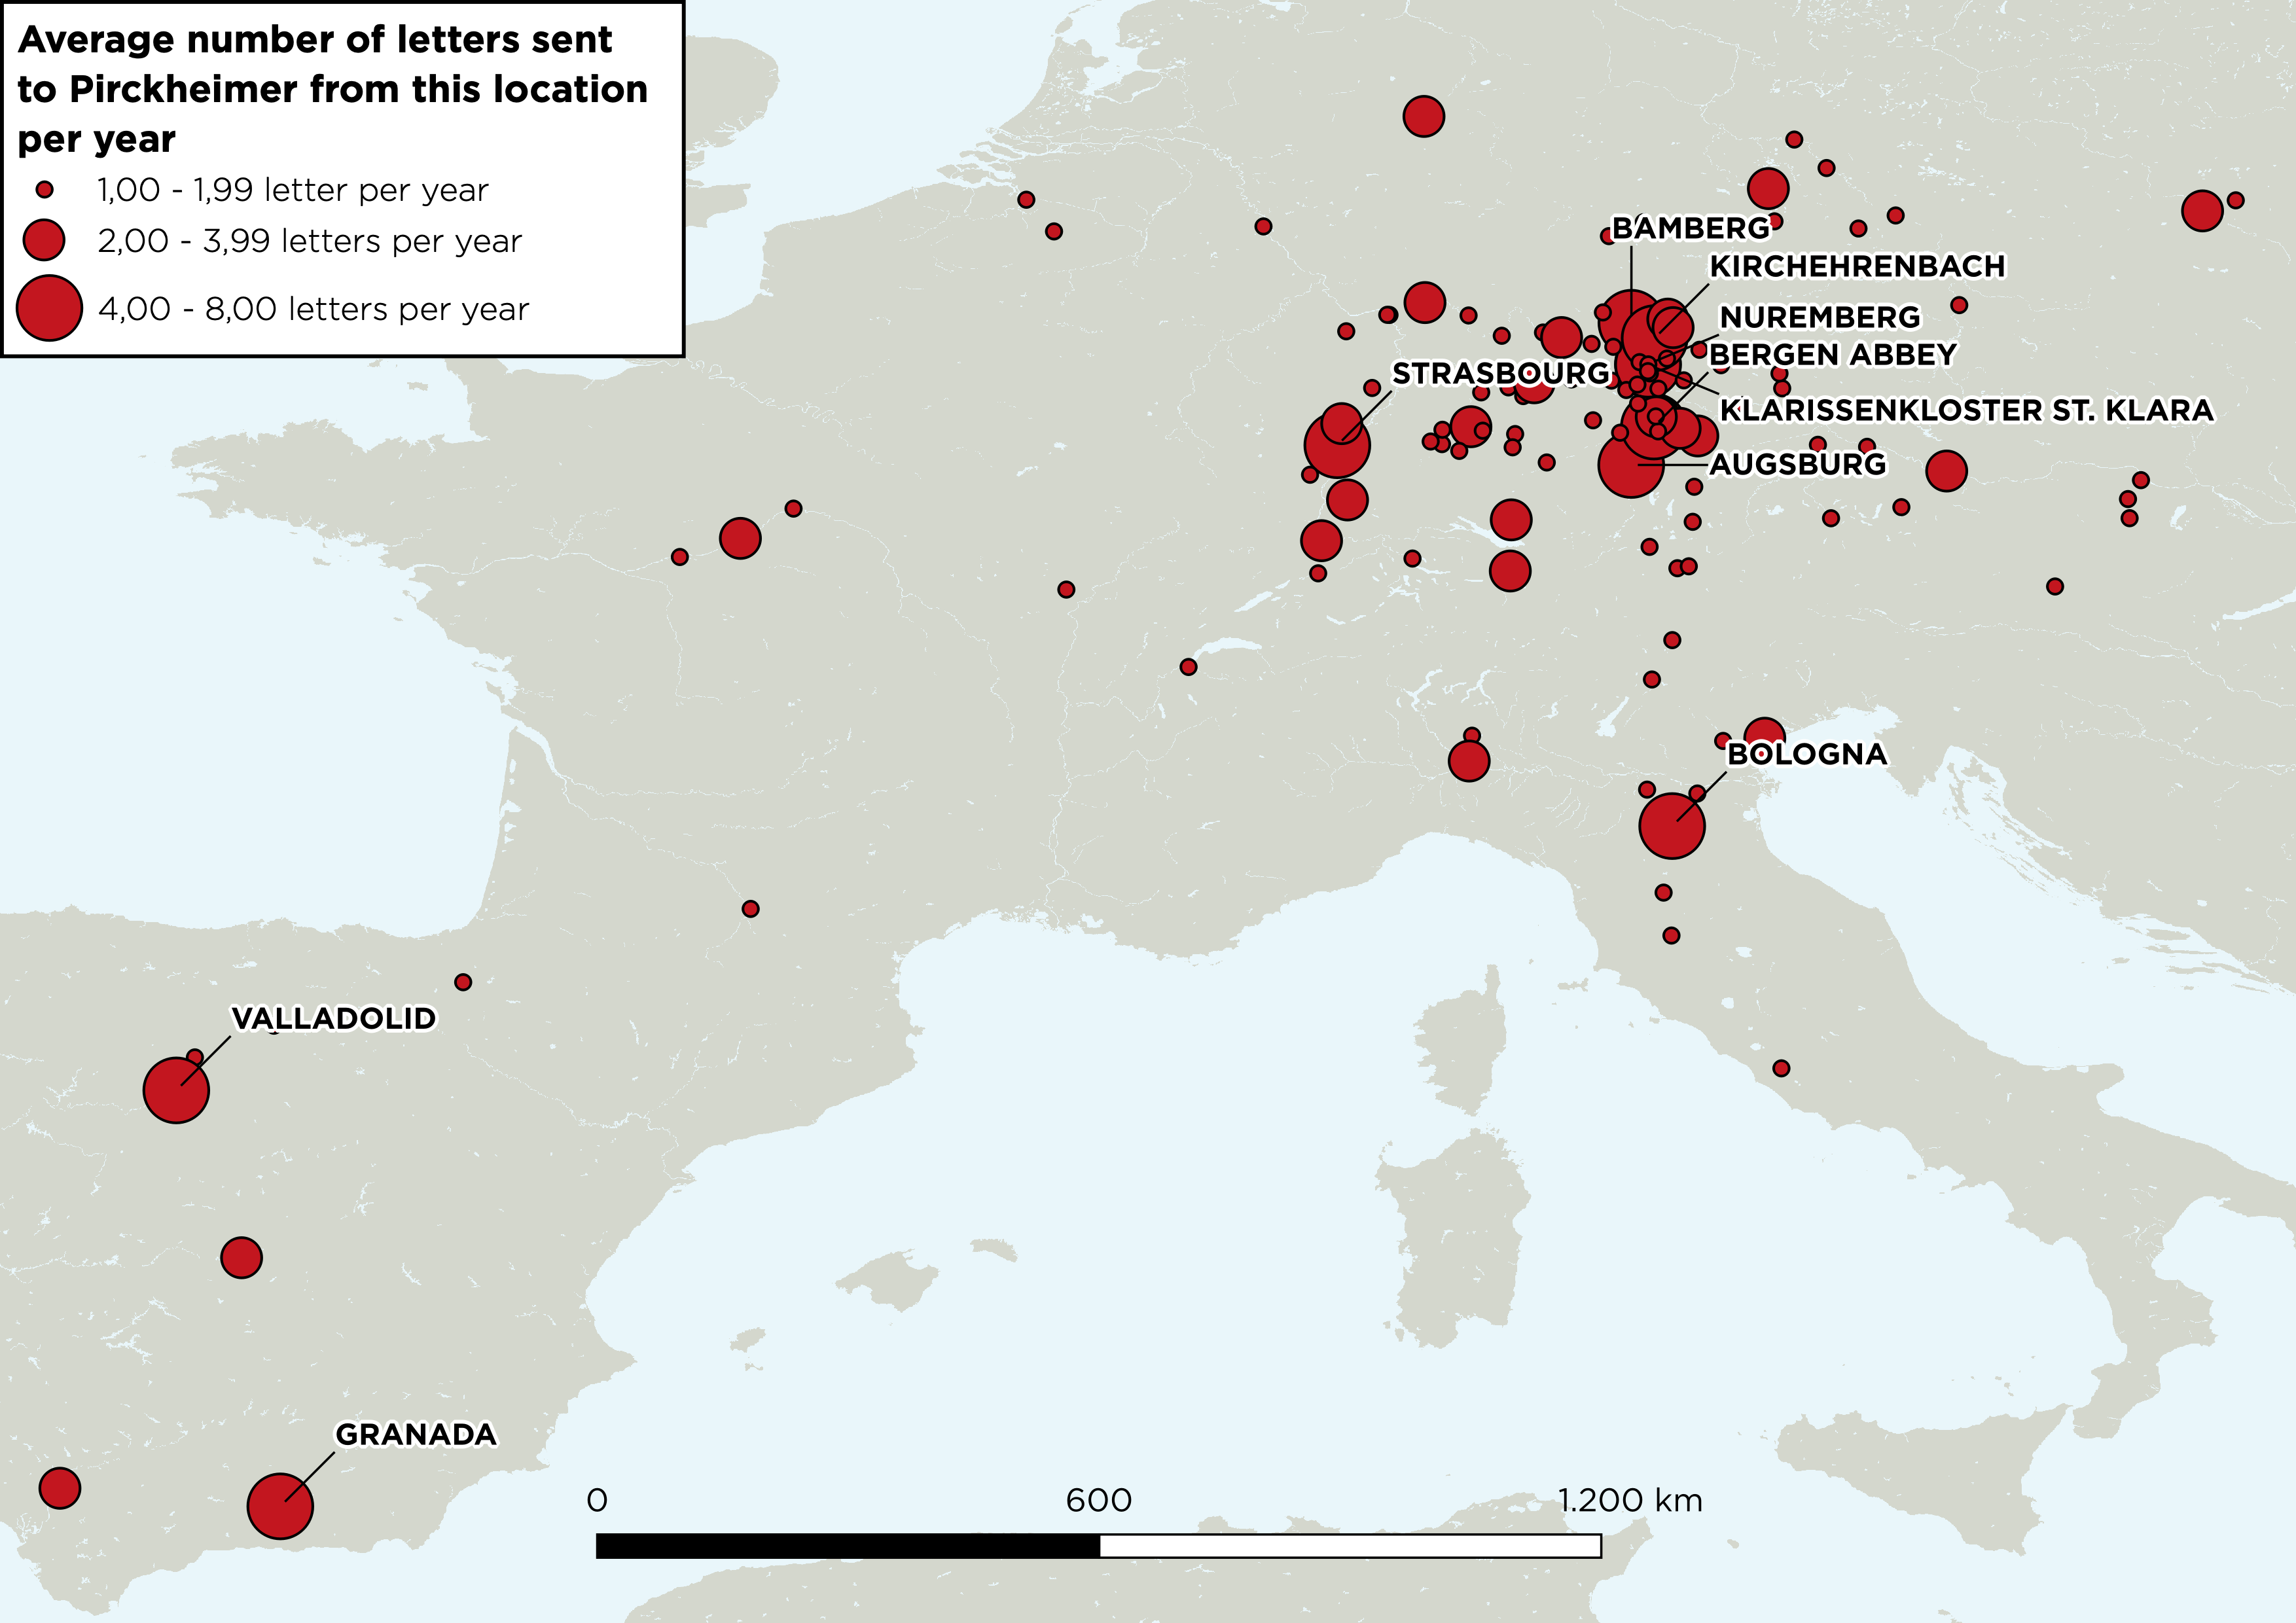 Average number of letters sent
to Pirckheimer from this location
per year
1,00 - 1,99 letter per year
2,00 - 3,99 letters per year
4,00 - 8,00 letters per year
BAMBERG
KIRCHEHRENBACH
NUREMBERG
BERGEN ABBEY
STRASBOURG
KLARISSENKLOSTER ST. KLARA
AUGSBURG
BOLOGNA
VALLADOLID
GRANADA
0 600 1.200 km